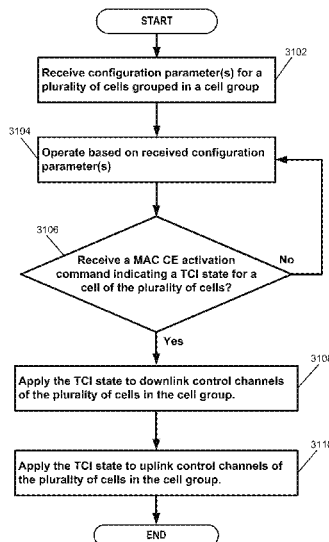 START
3102
Receive configuration parameter(s) for a
plurality of cells grouped in a cell group
3104
Operate based on received configuration
parameter(s)
3106
Receive a MAC CE activation
command indicating a TCI state for a
cell of the plurality of cells?
No
Yes
3108
Apply the TCI state to downlink control channels
of the plurality of cells in the cell group.
3110
Apply the TCI state to uplink control channels of
the plurality of cells in the cell group.
END